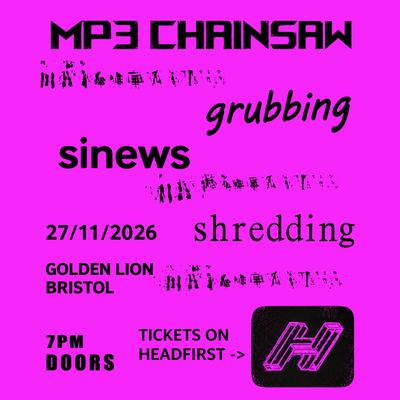 MP3 CHAINSAW
grubbing
sinews
27/11/2026
shredding
GOLDEN LION
BRISTOL
7PM
DOORS
TICKETS ON
HEADFIRST ->
H